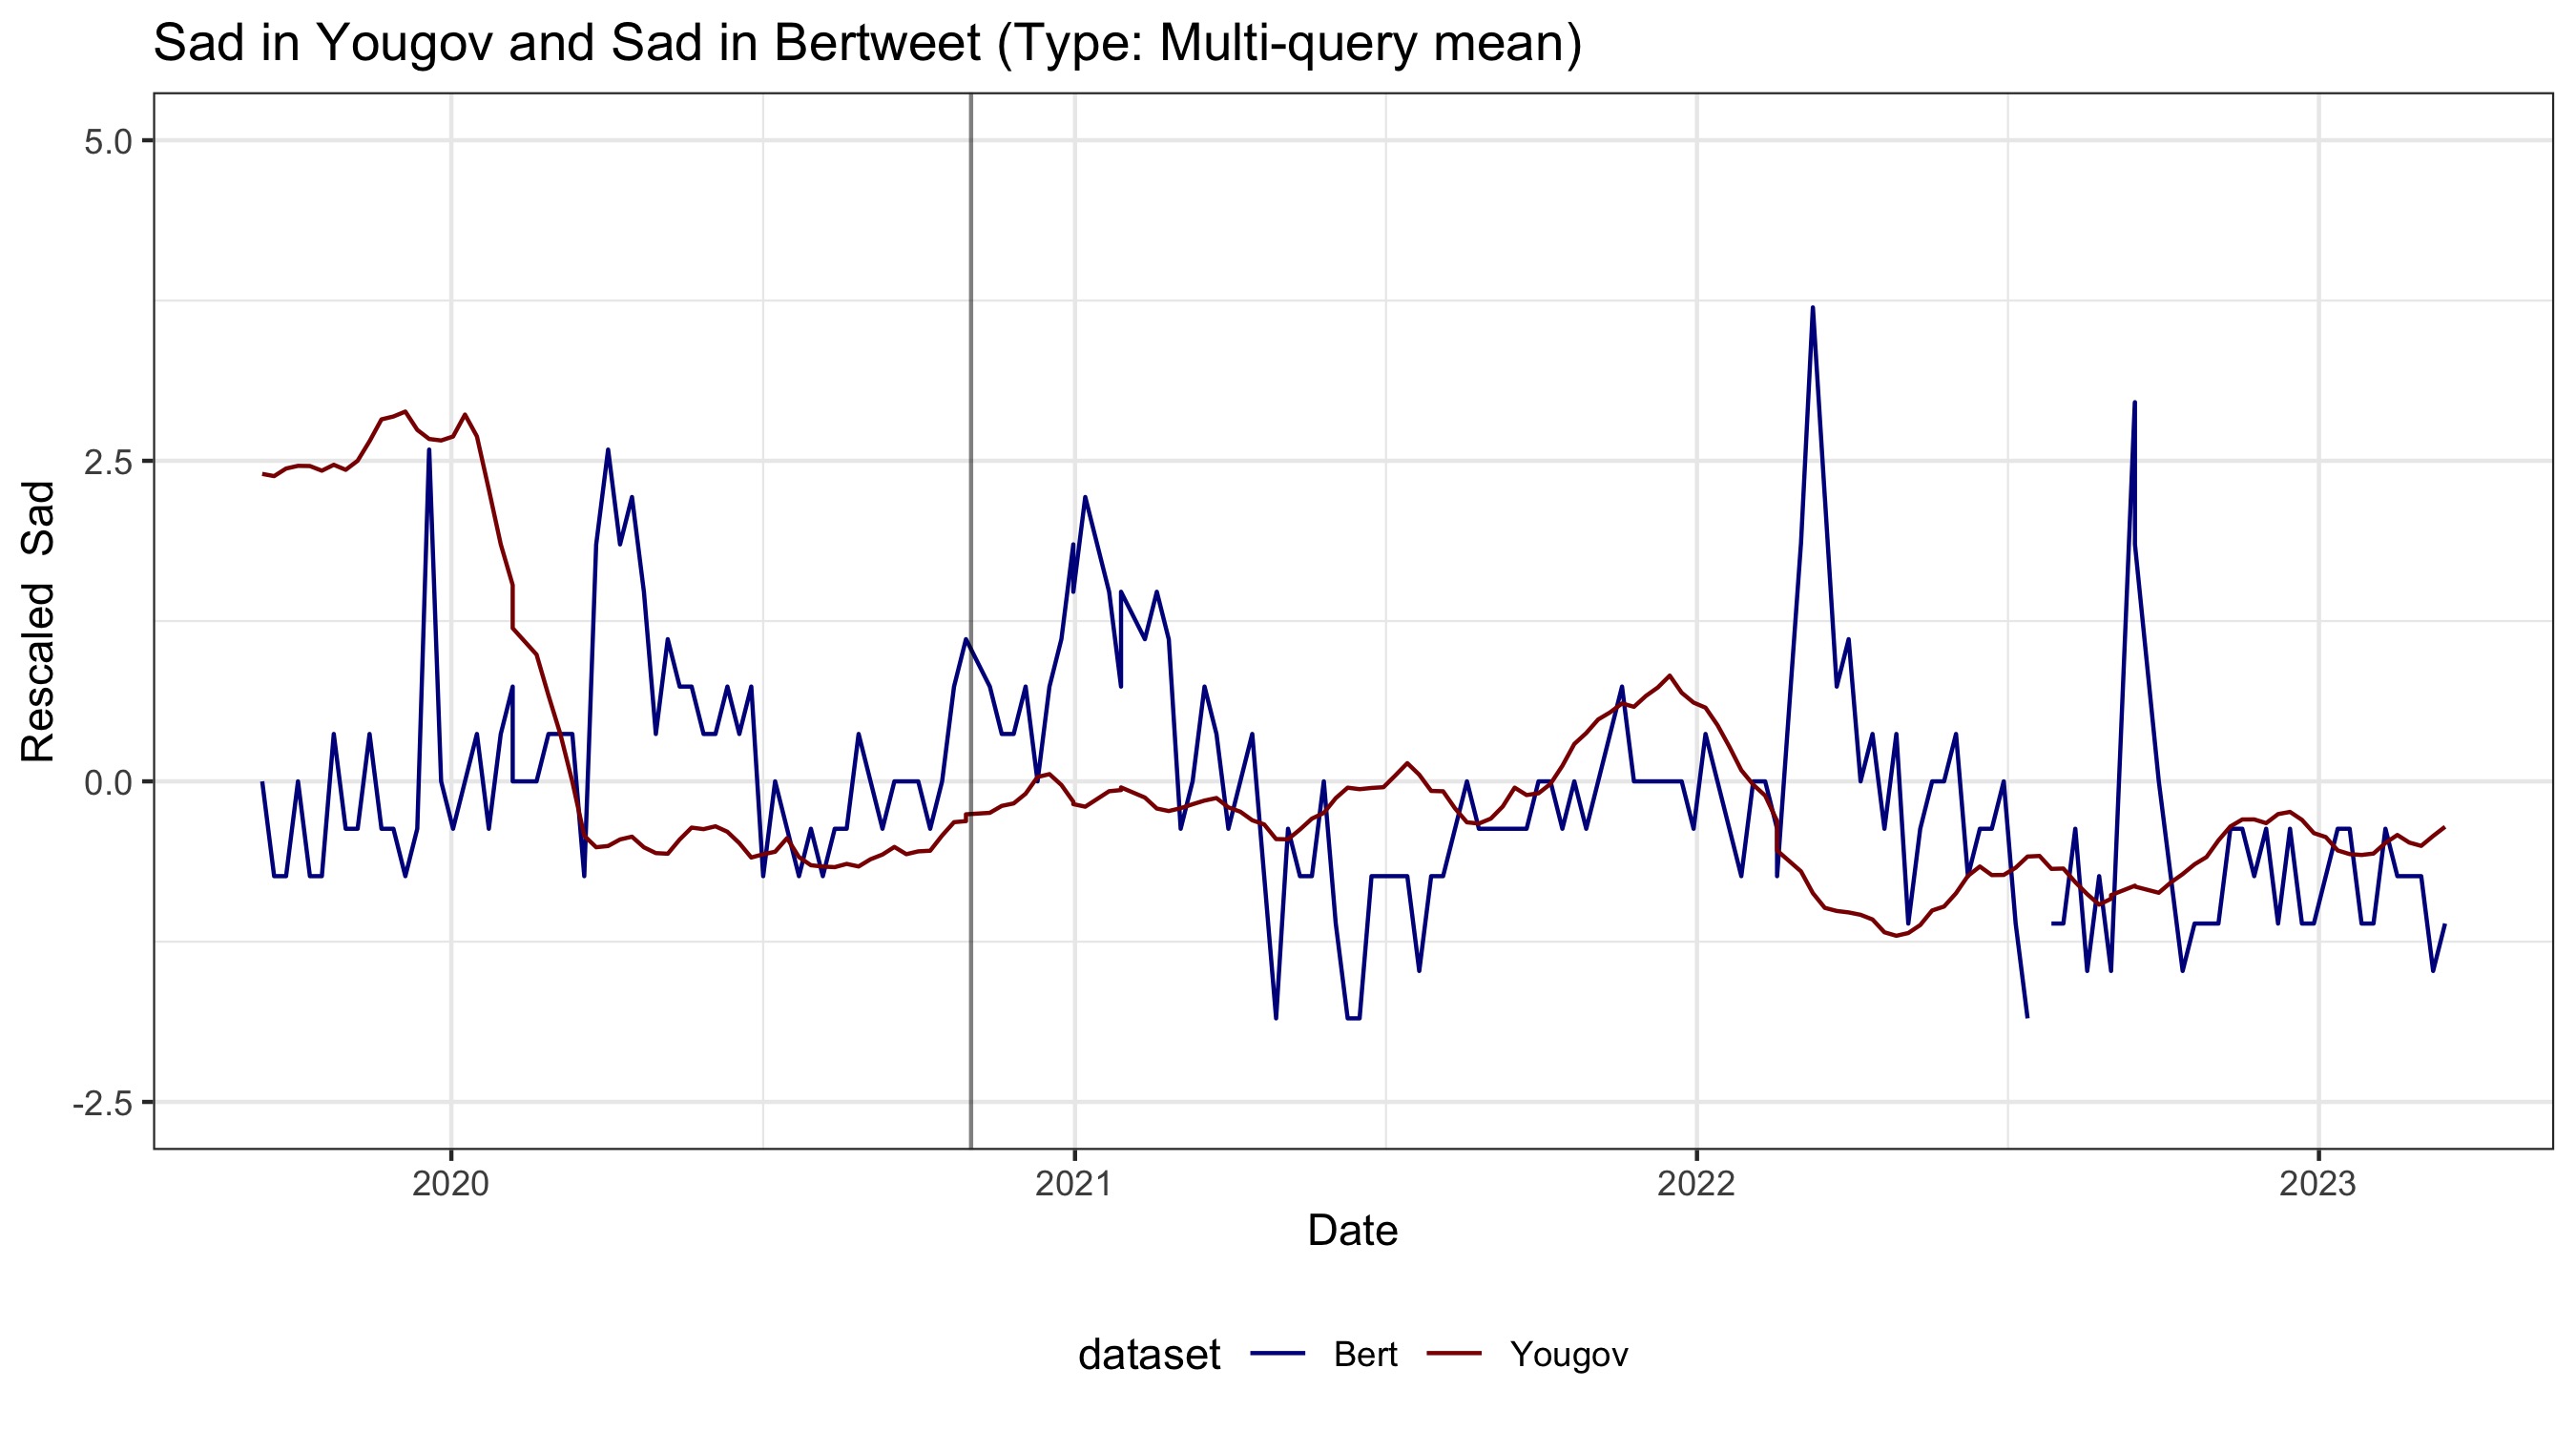 Sad in Yougov and Sad in Bertweet (Type: Multi-query mean)
Rescaled Sad
5.0
2.5
0.0
-2.5
2020 2021 2022 2023
Date
dataset Bert Yougov